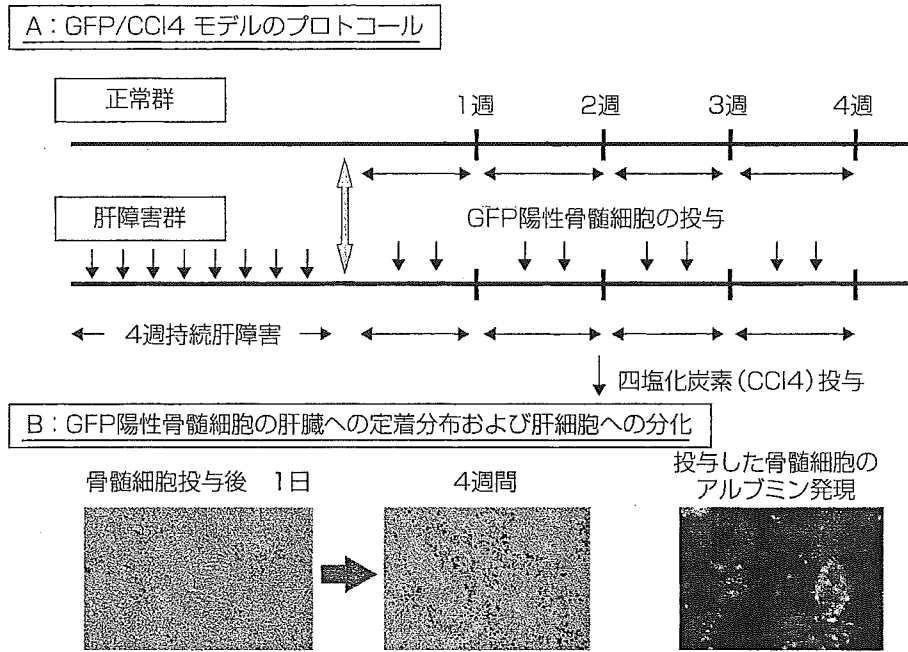 A:GFP/CCl4 モデルのプロトコール
正常群
1週 2週 3週 4週
肝障害群
GFP陽性骨髄細胞の投与
4週持続肝障害
四塩化炭素(CCl4)投与
B:GFP陽性骨髄細胞の肝臓への定着分布および肝細胞への分化
骨髄細胞投与後 1日
4週間
投与した骨髄細胞の
アルブミン発現